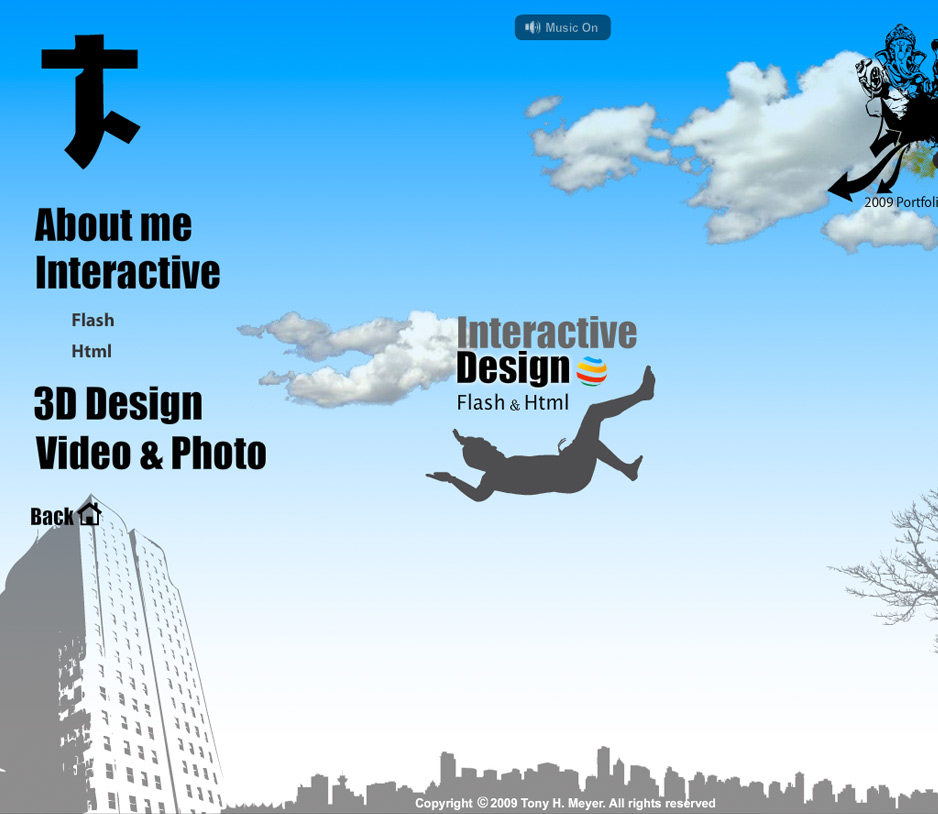 Music On
2009 Portfoli
About me
Interactive
Flash
Html
3D Design
Video & Photo
Back
Interactive
Design
Flash & Html
Copyright ©2009 Tony H. Meyer. All rights reserved